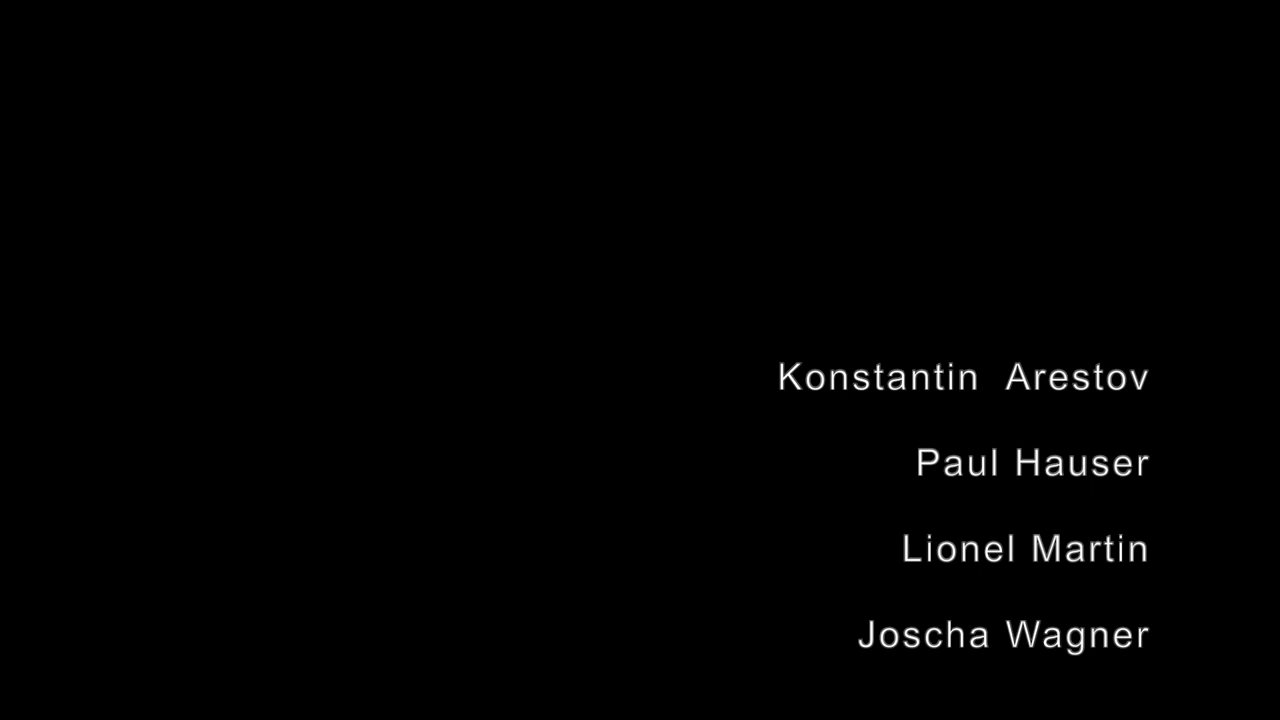 Konstantin  Arestov
Paul Hauser
Lionel Martin
Joscha Wagner